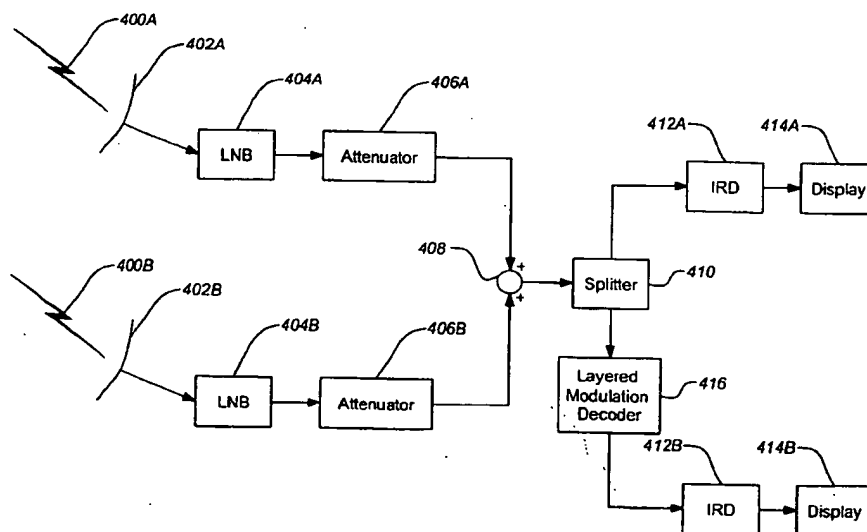 400A
402A
404A
406A
LNB
Attenuator
412A
414A
IRD
Display
400B
402B
408
+
+
Splitter
410
404B
406B
LNB
Attenuator
Layered
Modulation
Decoder
416
412B
414B
IRD
Display